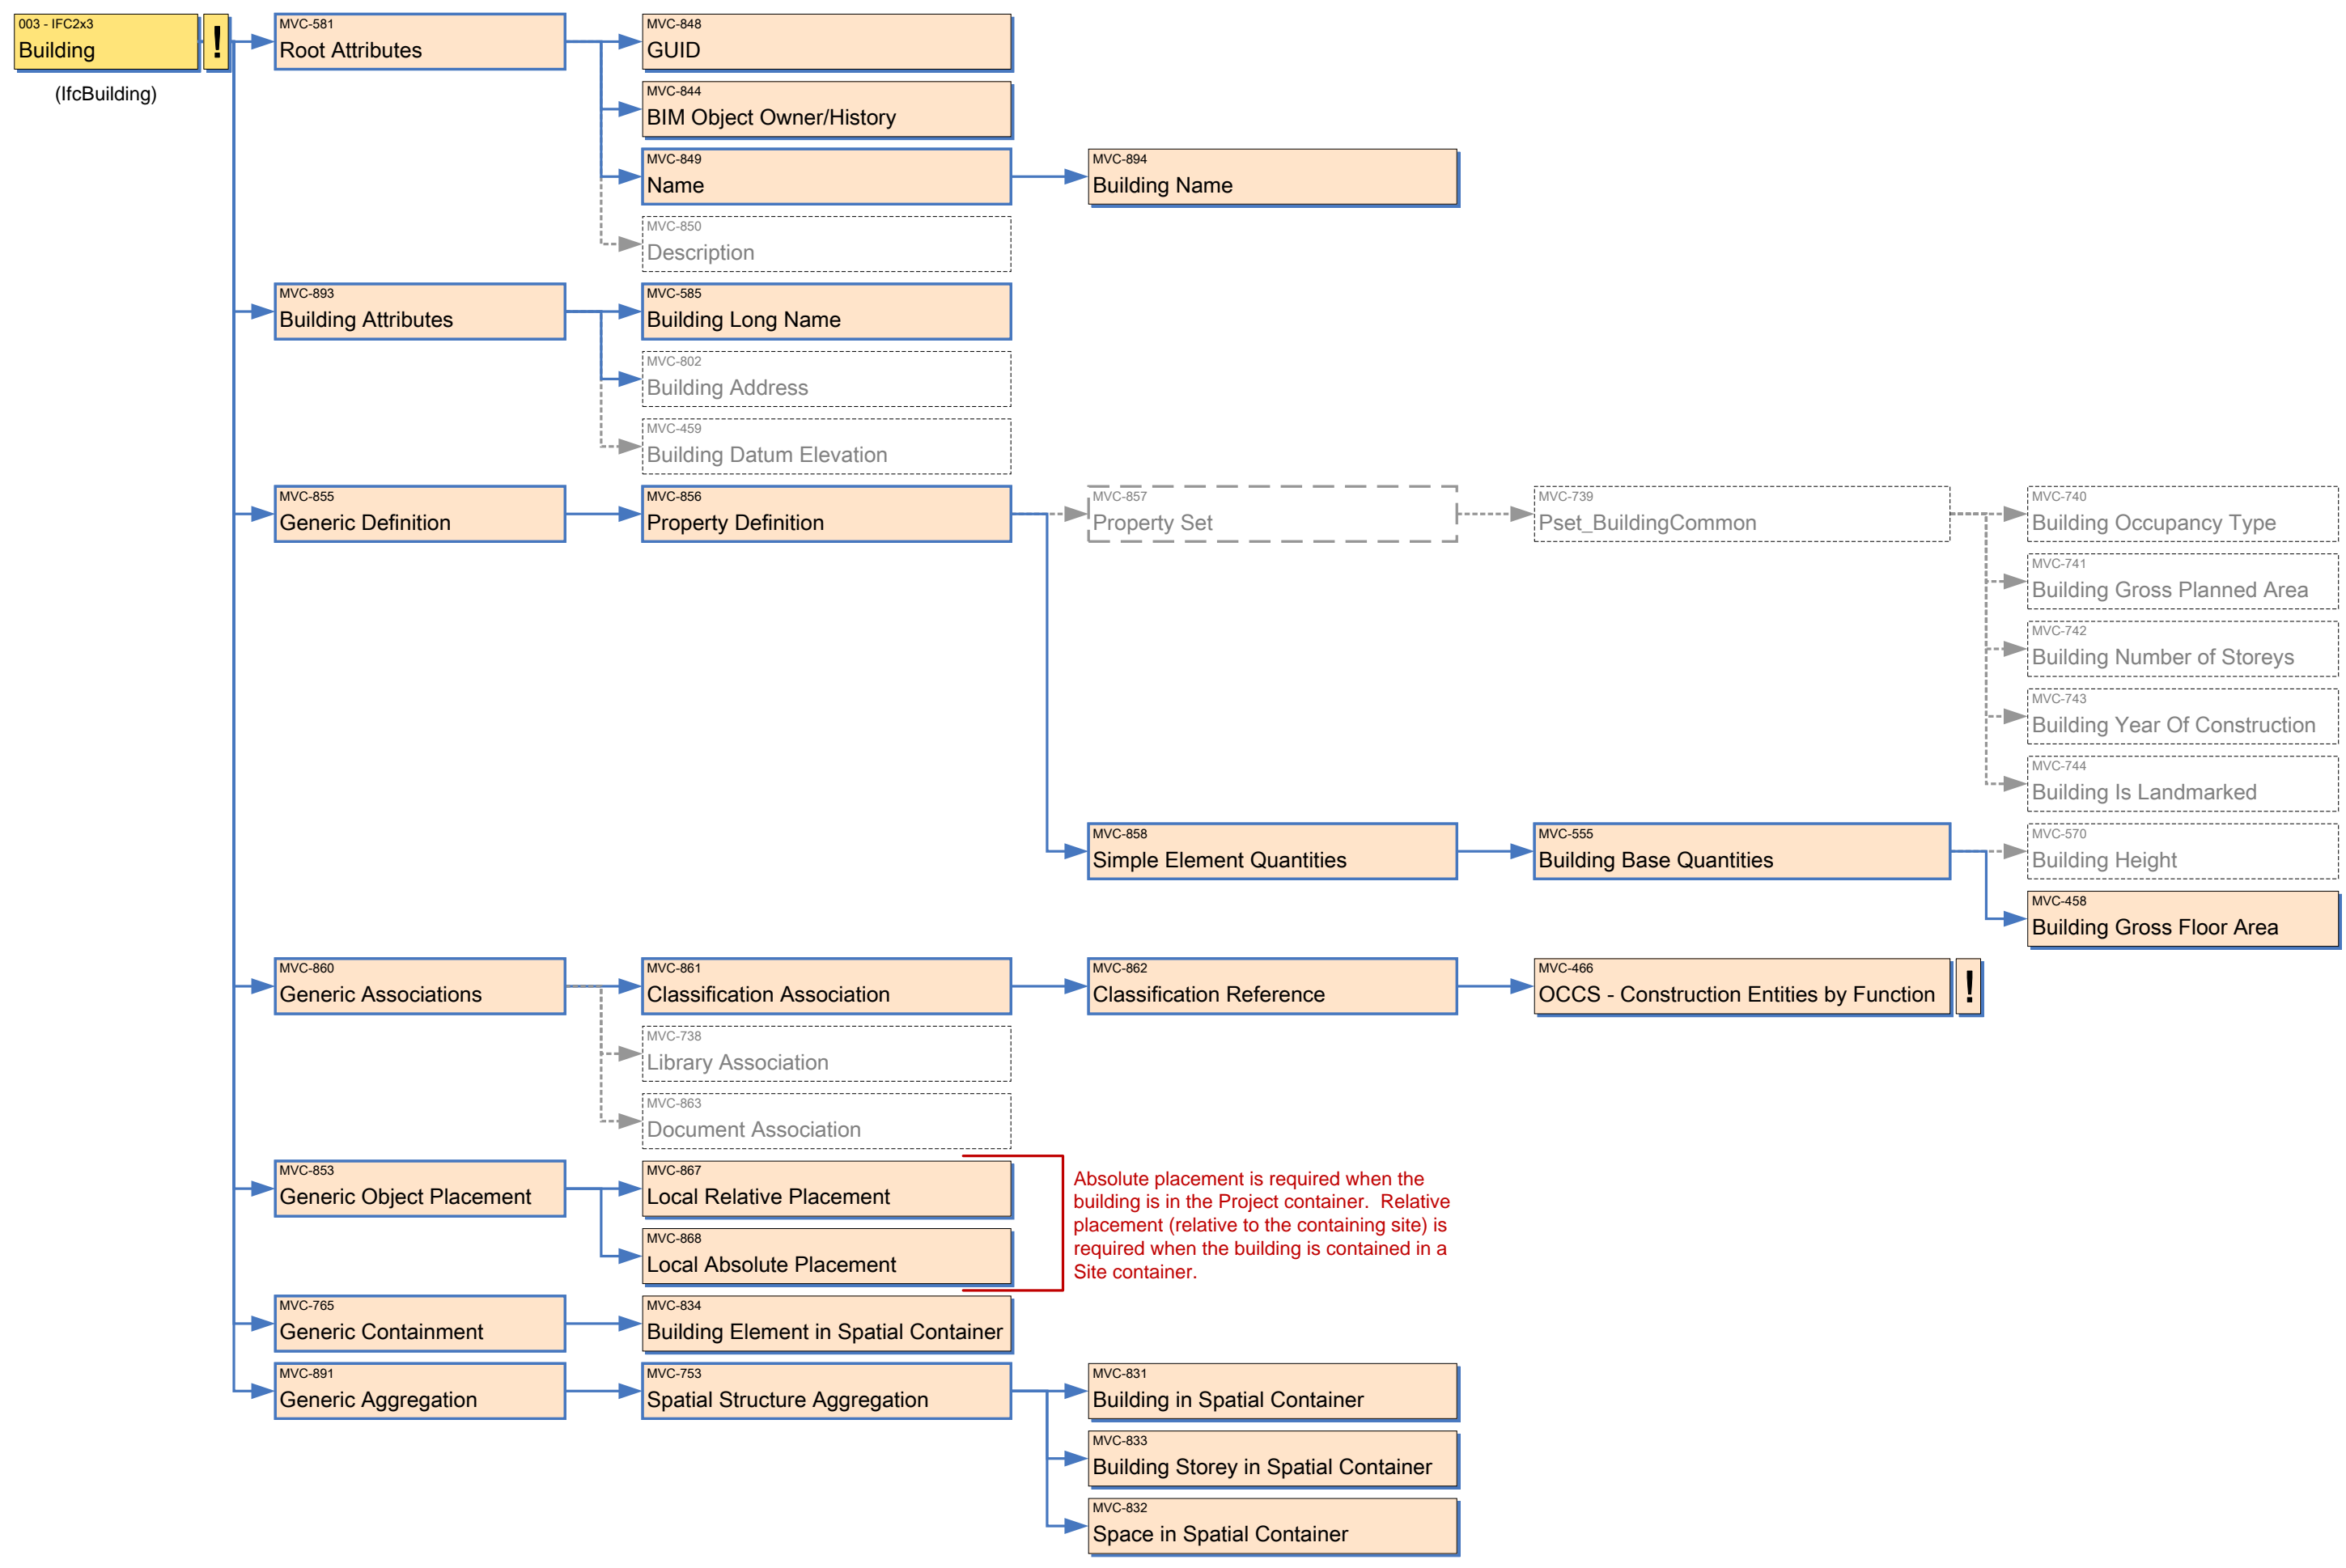 003 - IFC2x3
Building
!
(IfcBuilding)
MVC-581
Root Attributes
MVC-848
GUID
MVC-844
BIM Object Owner/History
MVC-849
Name
MVC-894
Building Name
MVC-850
Description
MVC-893
Building Attributes
MVC-585
Building Long Name
MVC-802
Building Address
MVC-459
Building Datum Elevation
MVC-855
Generic Definition
MVC-856
Property Definition
MVC-857
Property Set
MVC-739
Pset_BuildingCommon
MVC-740
Building Occupancy Type
MVC-741
Building Gross Planned Area
MVC-742
Building Number of Storeys
MVC-743
Building Year Of Construction
MVC-744
Building Is Landmarked
MVC-858
Simple Element Quantities
MVC-555
Building Base Quantities
MVC-570
Building Height
MVC-458
Building Gross Floor Area
MVC-860
Generic Associations
MVC-861
Classification Association
MVC-862
Classification Reference
MVC-466
OCCS - Construction Entities by Function
!
MVC-738
Library Association
MVC-863
Document Association
MVC-853
Generic Object Placement
MVC-867
Local Relative Placement
MVC-868
Local Absolute Placement
Absolute placement is required when the
building is in the Project container.  Relative
placement (relative to the containing site) is
required when the building is contained in a
Site container.
MVC-765
Generic Containment
MVC-834
Building Element in Spatial Container
MVC-891
Generic Aggregation
MVC-753
Spatial Structure Aggregation
MVC-831
Building in Spatial Container
MVC-833
Building Storey in Spatial Container
MVC-832
Space in Spatial Container